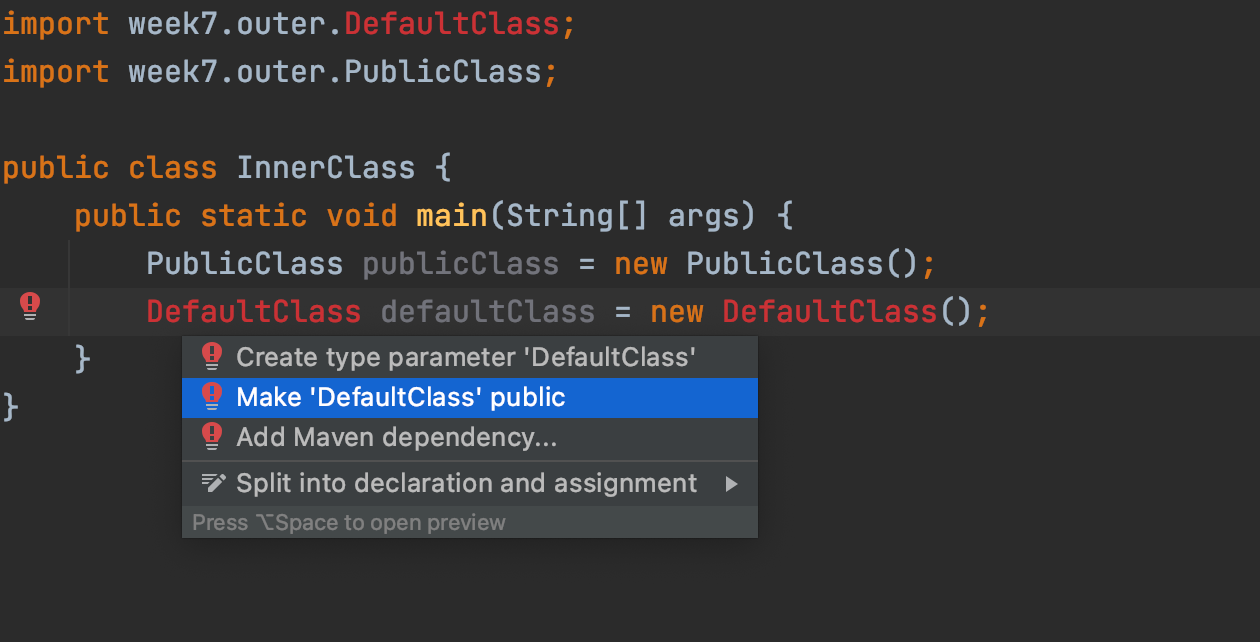 import week7.outer.DefaultClass;
import week7.outer.PublicClass;
public class InnerClass {
public static void main(String[] args) {
PublicClass publicClass = new PublicClass();
DefaultClass defaultClass = new DefaultClass();
}
}
Create type parameter 'DefaultClass'
Make 'DefaultClass' public
Add Maven dependency...
Split into declaration and assignment
Press ⌥Space to open preview